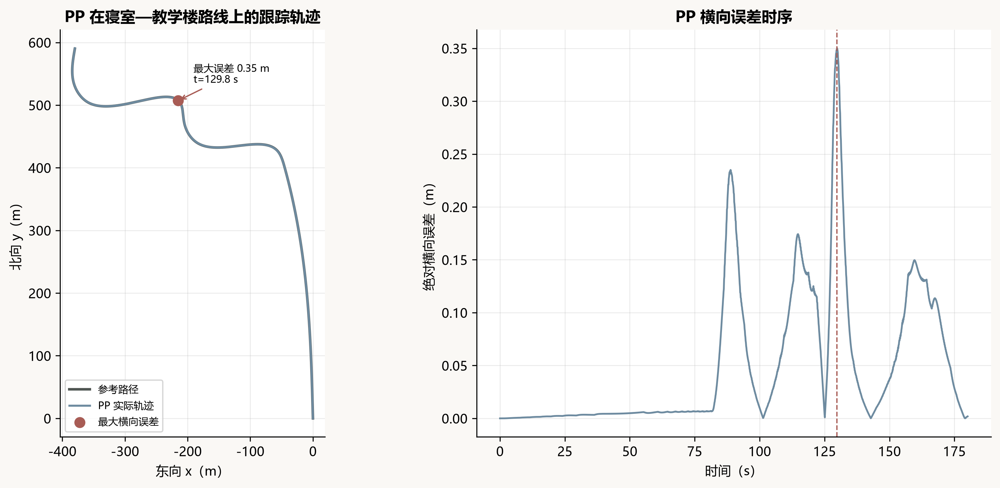 PP 在寝室—教学楼路线上的跟踪轨迹
600
500
400
300
200
100
0
北向 y（m）
最大误差 0.35 m
t=129.8 s
参考路径
PP 实际轨迹
最大横向误差
-400
-300
-200
-100
0
东向 x（m）
PP 横向误差时序
0.35
0.30
0.25
0.20
0.15
0.10
0.05
0.00
绝对横向误差（m）
0
25
50
75
100
125
150
175
时间（s）